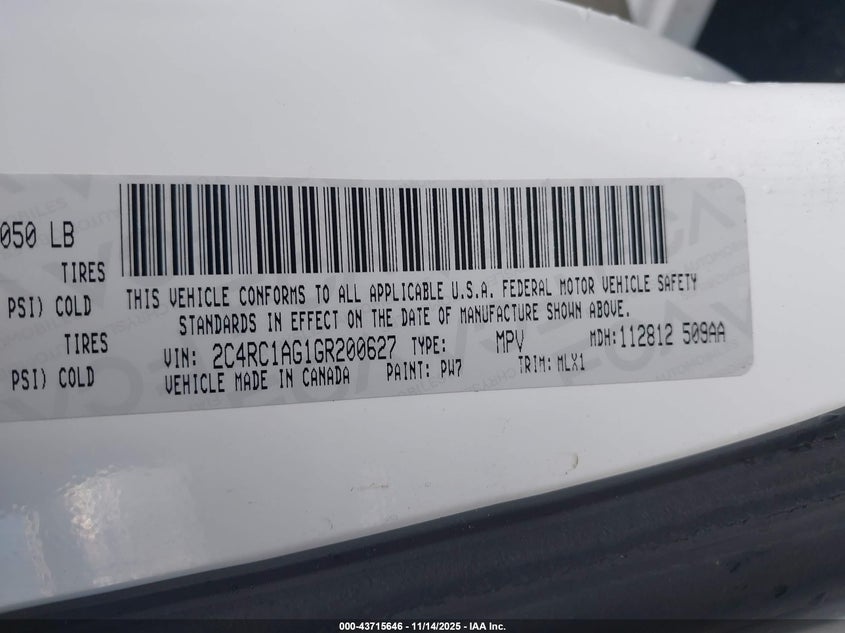 050 LB
TIRES
PSI) COLD
TIRES
PSI) COLD
THIS VEHICLE CONFORMS TO ALL APPLICABLE U.S.A. FEDERAL MOTOR VEHICLE SAFETY
STANDARDS IN EFFECT ON THE DATE OF MANUFACTURE SHOWN ABOVE.
VIN: 2C4RC1AG1GR200627 TYPE: MPV MDH: 112812 509AA
VEHICLE MADE IN CANADA PAINT: PW7 TRIM: MLX1
000-43715646 - 11/14/2025 - IAA Inc.